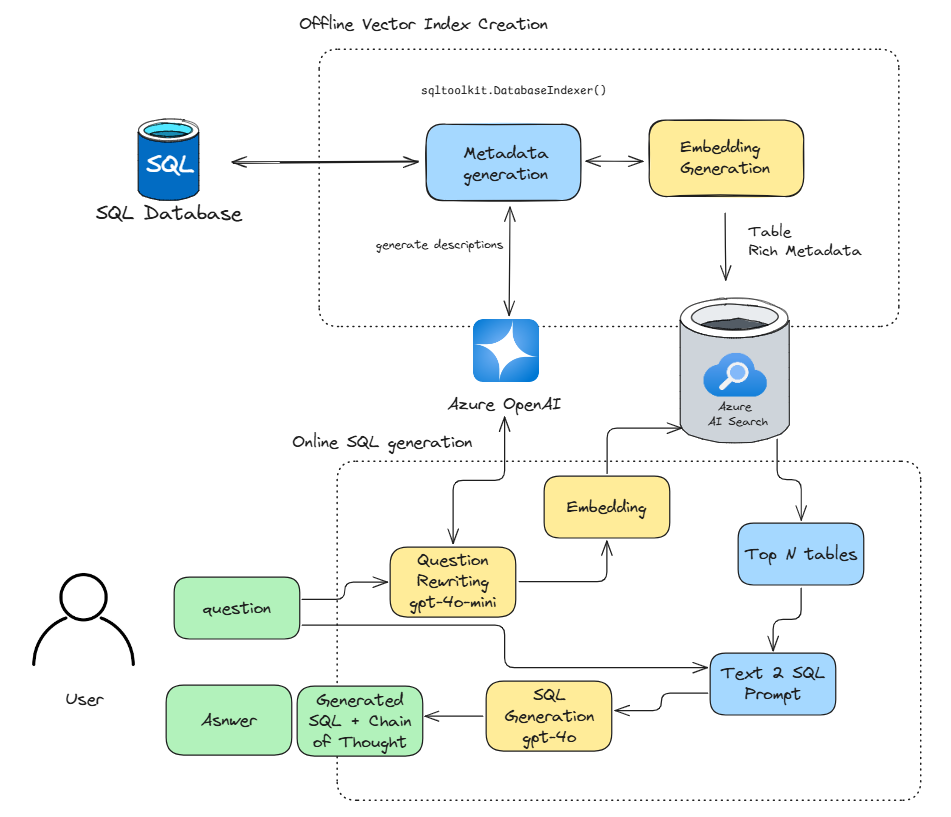 Offline Vector Index Creation
sqltoolkit.DatabaseIndexer()
SQL
SQL Database
Metadata
generation
Embedding
Generation
generate descriptions
Table
Rich Metadata
Azure OpenAI
Azure
AI Search
Online SQL generation
Embedding
Top N tables
Question
Rewriting
gpt-4o-mini
question
User
Text 2 SQL
Prompt
SQL
Generation
gpt-4o
Generated
SQL + Chain
of Thought
Asnwer